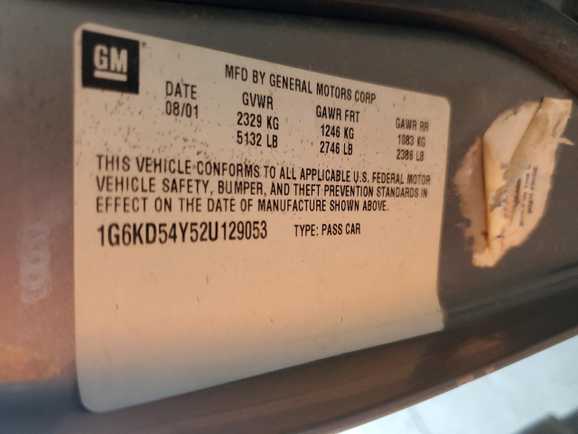 GM
MFD BY GENERAL MOTORS CORP
DATE GVWR GAWR FRT GAWR RR
08/01 2329 KG 1246 KG 1083 KG
5132 LB 2746 LB 2386 LB
THIS VEHICLE CONFORMS TO ALL APPLICABLE U.S. FEDERAL MOTOR
VEHICLE SAFETY, BUMPER, AND THEFT PREVENTION STANDARDS IN
EFFECT ON THE DATE OF MANUFACTURE SHOWN ABOVE.
1G6KD54Y52U129053 TYPE: PASS CAR